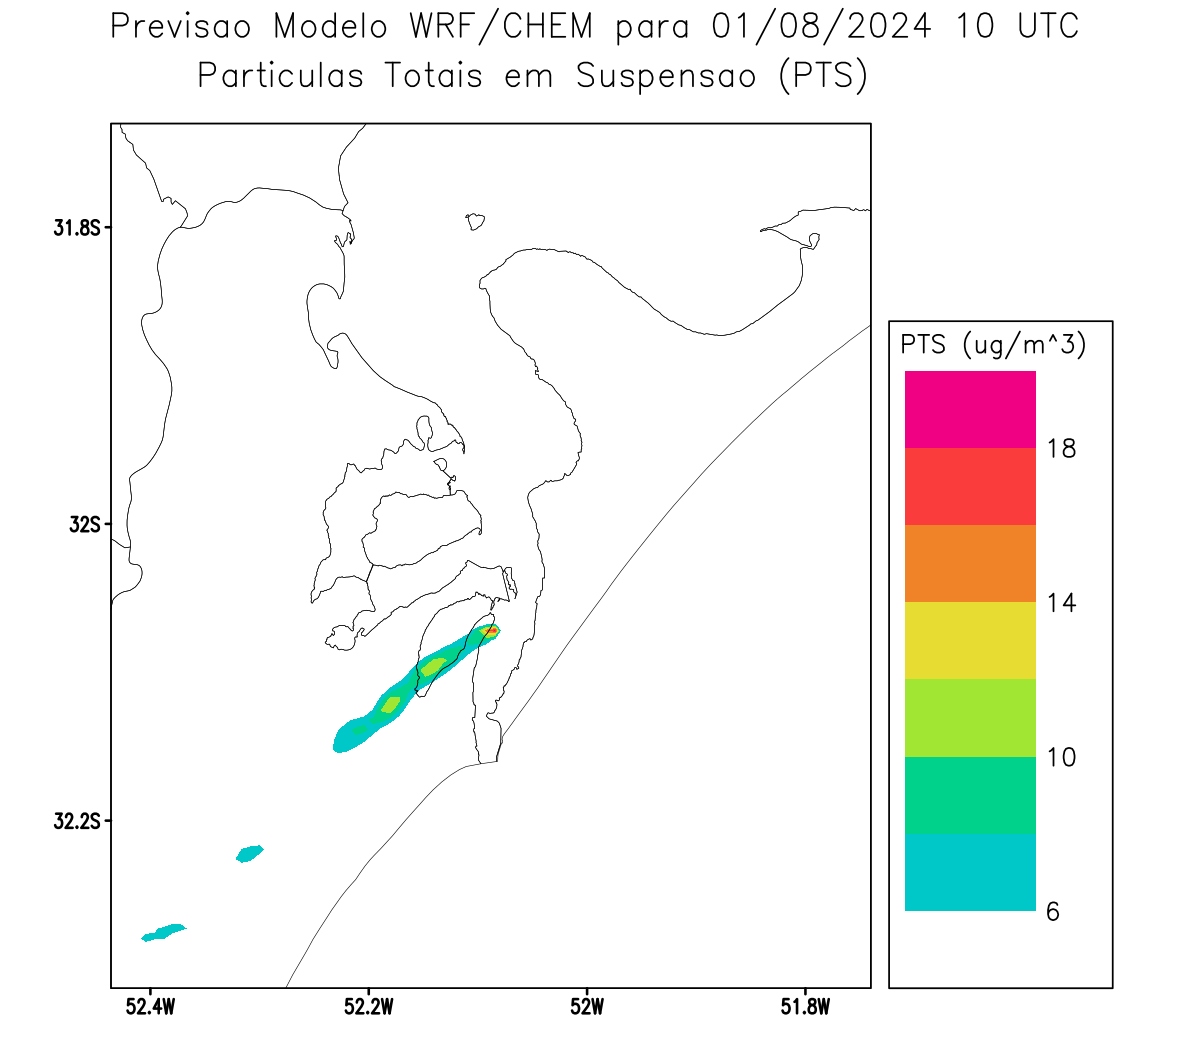 Previsao Modelo WRF/CHEM para 01/08/2024 10 UTC
Particulas Totais em Suspensao (PTS)
31.8S
32S
32.2S
52.4W 52.2W 52W 51.8W
PTS (ug/m^3)
18
14
10
6